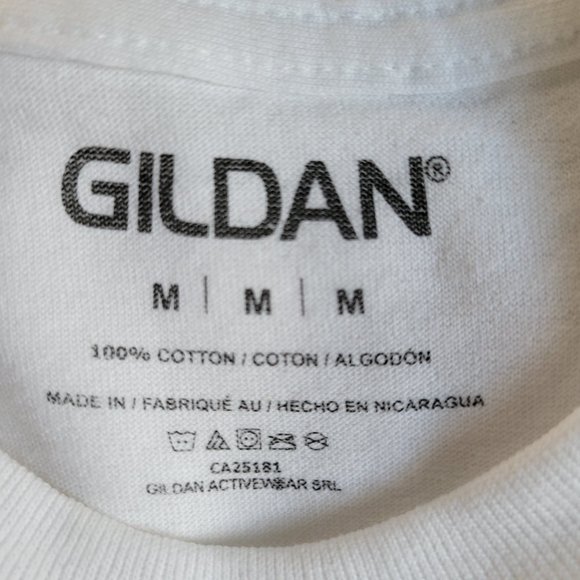 GILDAN®
M | M | M
100% COTTON / COTON / ALGODÓN
MADE IN / FABRIQUÉ AU / HECHO EN NICARAGUA
CA25181
GILDAN ACTIVEWEAR SRL